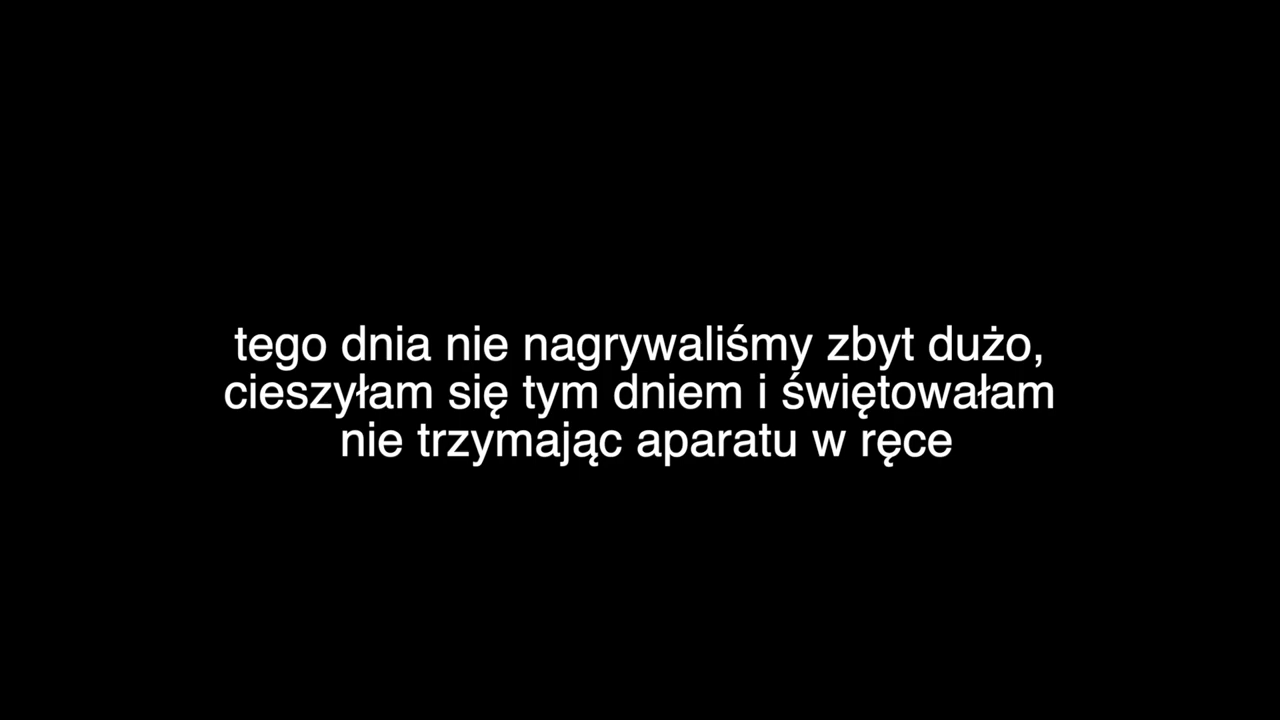 tego dnia nie nagrywaliśmy zbyt dużo,
cieszyłam się tym dniem i świętowałam
nie trzymając aparatu w ręce